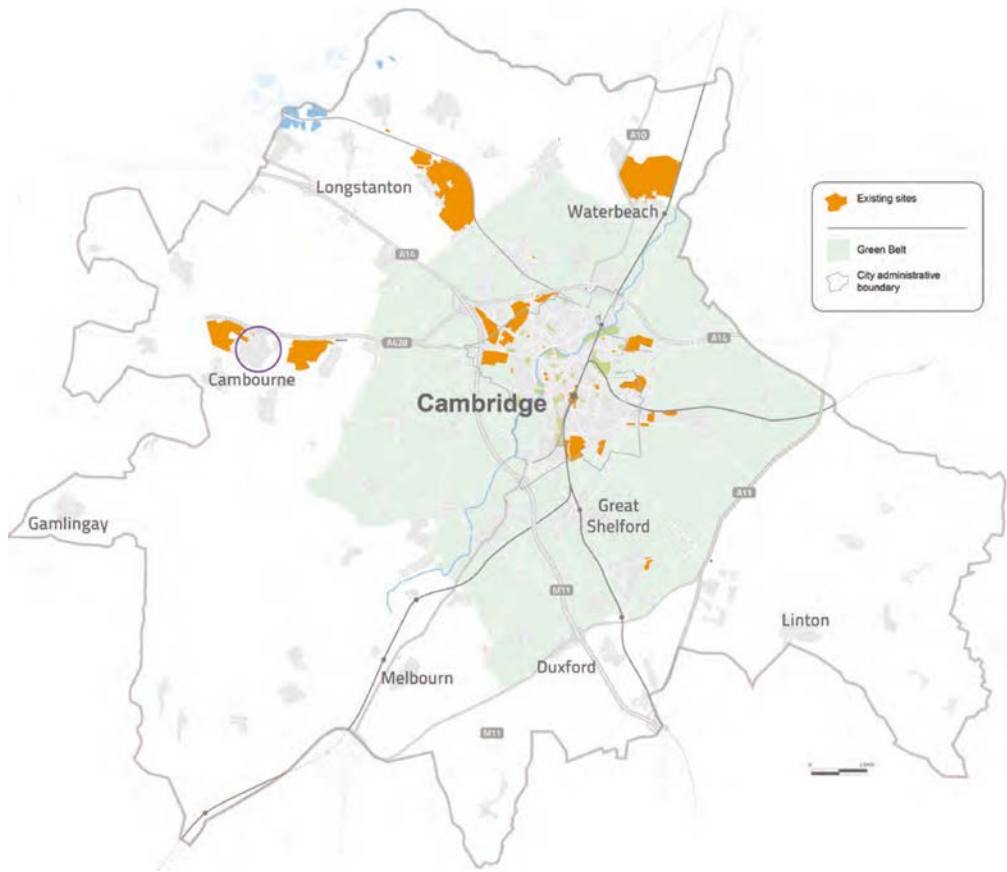 A10
Longstanton
Waterbeach
Existing sites
Green Belt
City administrative
boundary
A14
A428
A14
Cambourne
Cambridge
A11
Gamlingay
Great
Shelford
M11
Linton
Melbourn
Duxford
M11
0